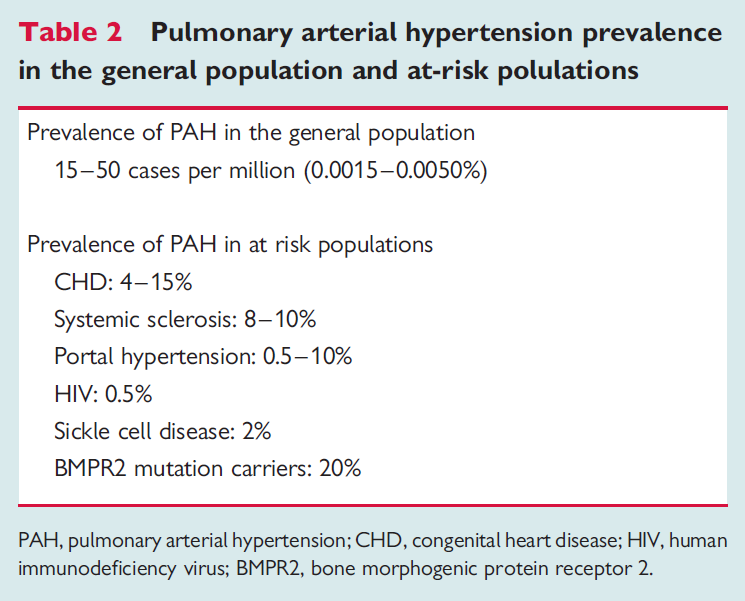 Table 2 Pulmonary arterial hypertension prevalence
in the general population and at-risk polulations
Prevalence of PAH in the general population
15–50 cases per million (0.0015–0.0050%)
Prevalence of PAH in at risk populations
CHD: 4–15%
Systemic sclerosis: 8–10%
Portal hypertension: 0.5–10%
HIV: 0.5%
Sickle cell disease: 2%
BMPR2 mutation carriers: 20%
PAH, pulmonary arterial hypertension; CHD, congenital heart disease; HIV, human
immunodeficiency virus; BMPR2, bone morphogenic protein receptor 2.